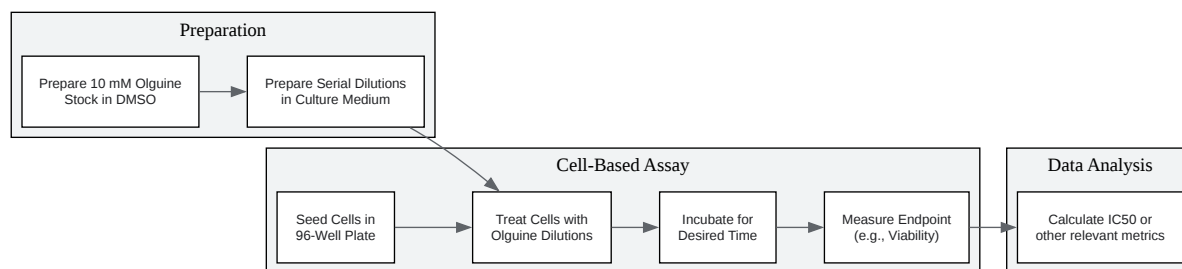 Preparation
Prepare 10 mM Olguine
Stock in DMSO
Prepare Serial Dilutions
in Culture Medium
Cell-Based Assay
Seed Cells in
96-Well Plate
Treat Cells with
Olguine Dilutions
Incubate for
Desired Time
Measure Endpoint
(e.g., Viability)
Data Analysis
Calculate IC50 or
other relevant metrics